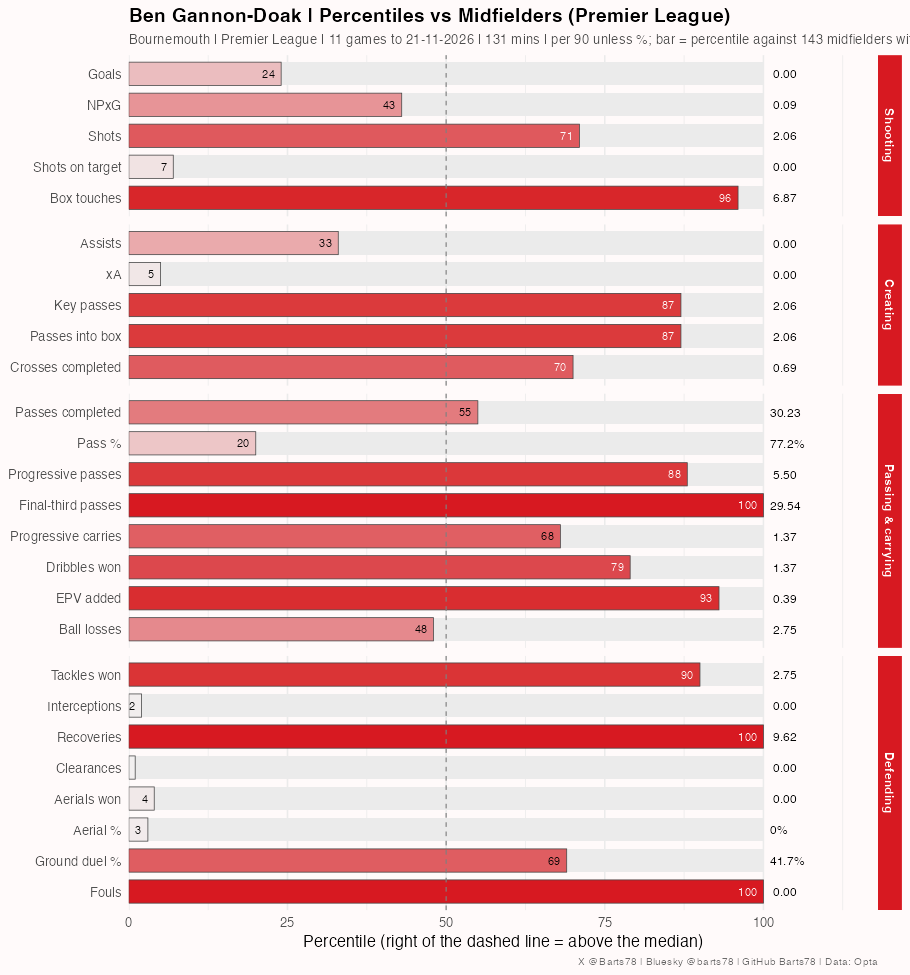 Ben Gannon-Doak | Percentiles vs Midfielders (Premier League)
Bournemouth | Premier League | 11 games to 21-11-2026 | 131 mins | per 90 unless %; bar = percentile against 143 midfielders wi
Goals 24 0.00
NPxG 43 0.09
Shots 71 2.06
Shots on target 7 0.00
Box touches 96 6.87
Shooting
Assists 33 0.00
xA 5 0.00
Key passes 87 2.06
Passes into box 87 2.06
Crosses completed 70 0.69
Creating
Passes completed 55 30.23
Pass % 20 77.2%
Progressive passes 88 5.50
Final-third passes 100 29.54
Progressive carries 68 1.37
Dribbles won 79 1.37
EPV added 93 0.39
Ball losses 48 2.75
Passing & carrying
Tackles won 90 2.75
Interceptions 2 0.00
Recoveries 100 9.62
Clearances 0.00
Aerials won 4 0.00
Aerial % 3 0%
Ground duel % 69 41.7%
Fouls 100 0.00
Defending
0 25 50 75 100
Percentile (right of the dashed line = above the median)
X @Barts78 | Bluesky @barts78 | GitHub Barts78 | Data: Opta